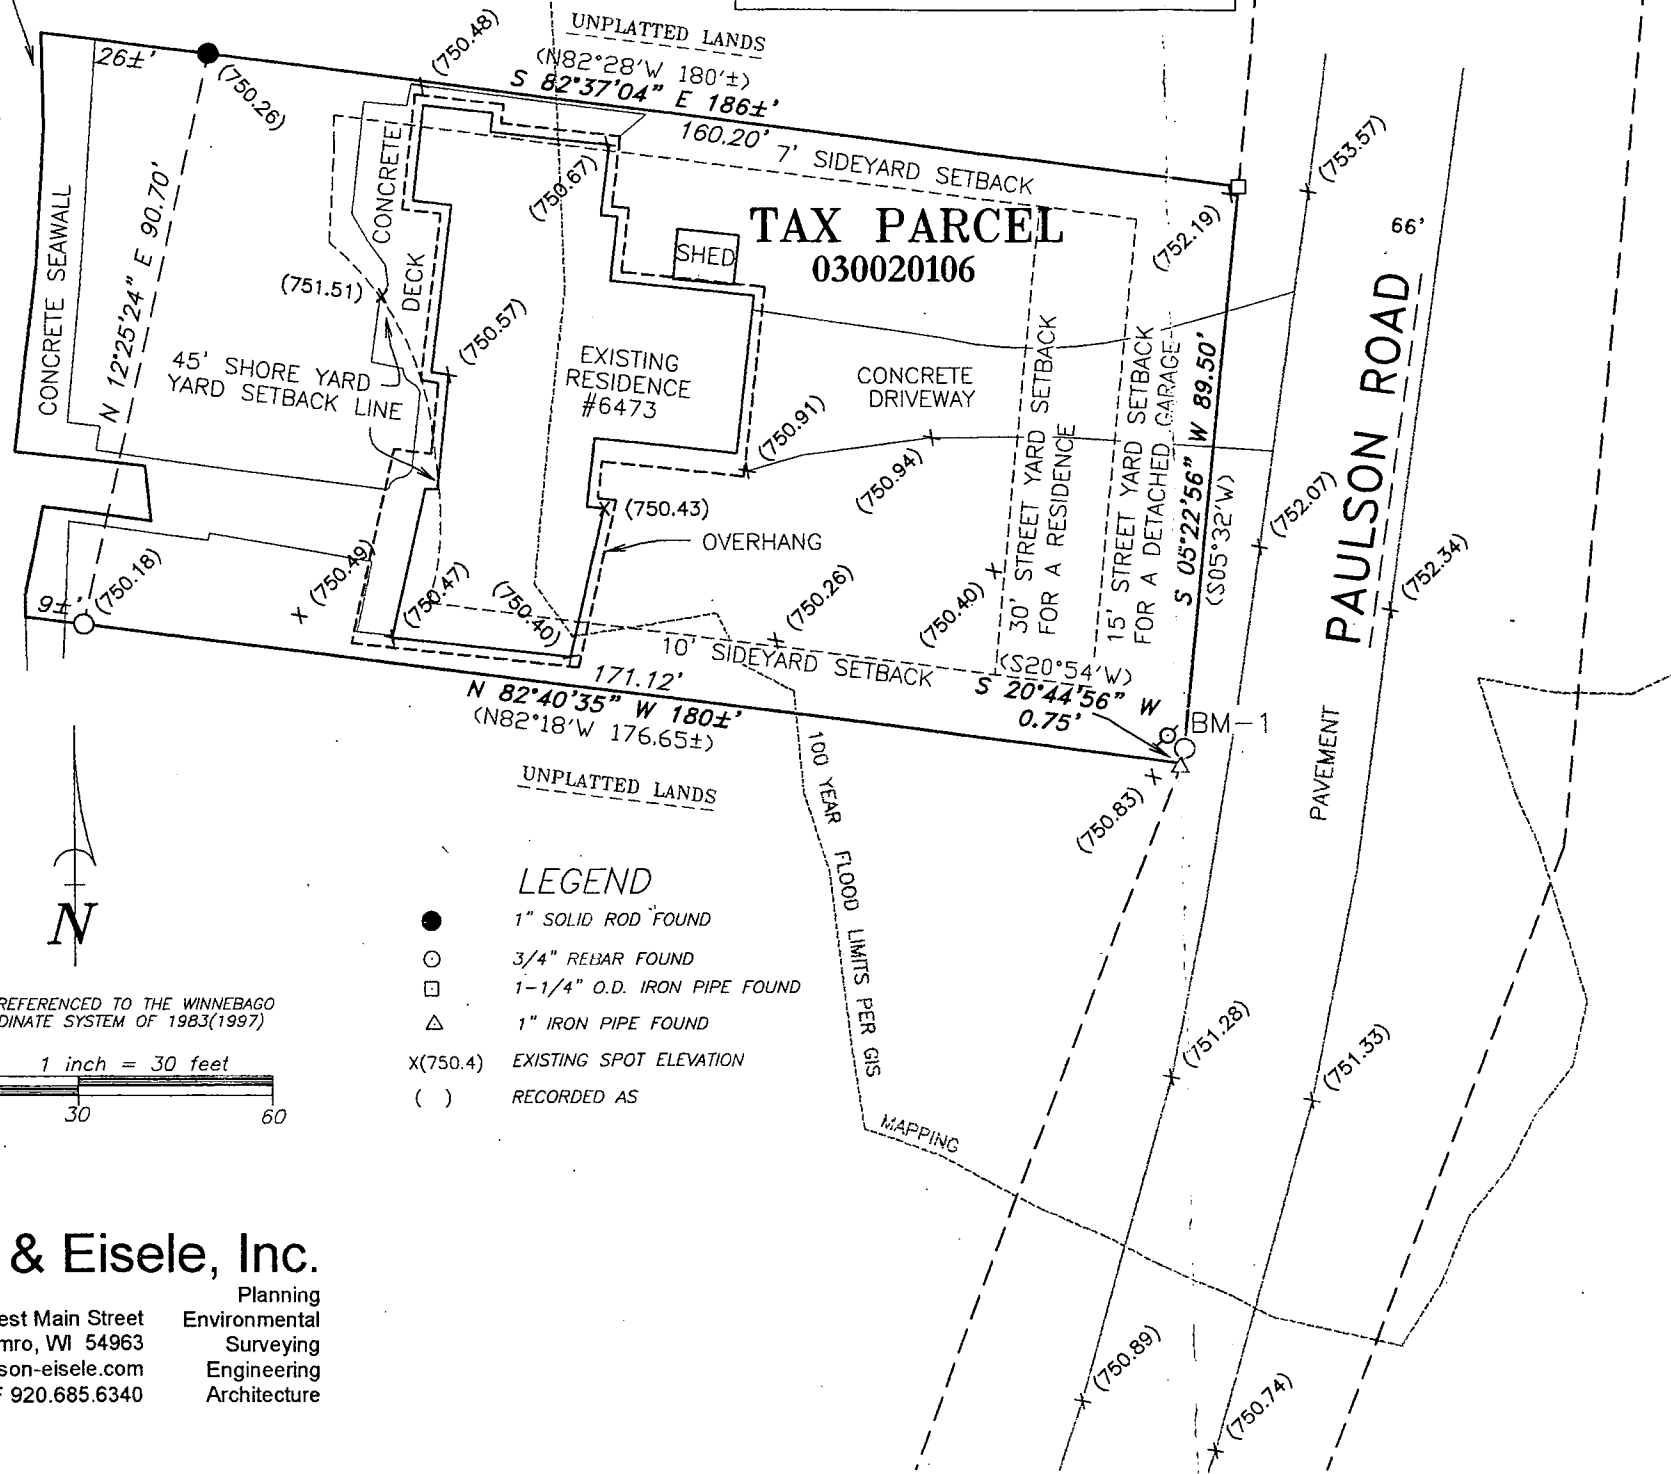 UNPLATTED LANDS
(N82°28'W 180'±)
S 82°37'04" E 186±'
160.20'
7' SIDEYARD SETBACK
26±'
(750.26)
(750.48)
(753.57)
66'
CONCRETE SEAWALL
N 12°25'24" E 90.70'
CONCRETE
DECK
(750.67)
TAX PARCEL
030020106
SHED
(752.19)
(751.51)
(750.57)
45' SHORE YARD
YARD SETBACK LINE
EXISTING
RESIDENCE
#6473
CONCRETE
DRIVEWAY
(750.91)
(750.94)
30' STREET YARD SETBACK
FOR A RESIDENCE
15' STREET YARD SETBACK
FOR A DETACHED GARAGE
S 05°22'56" W 89.50'
(S05°32'W)
PAULSON ROAD
(752.07)
(752.34)
(750.43)
OVERHANG
9±'
(750.18)
(750.49)
(750.47)
(750.40)
(750.26)
(750.40)
10' SIDEYARD SETBACK
(S20°54'W)
S 20°44'56" W
0.75'
BM-1
171.12'
N 82°40'35" W 180±'
(N82°18'W 176.65±)
UNPLATTED LANDS
PAVEMENT
(750.83)
100 YEAR FLOOD LIMITS PER GIS
MAPPING
N
LEGEND
1" SOLID ROD FOUND
3/4" REBAR FOUND
1-1/4" O.D. IRON PIPE FOUND
1" IRON PIPE FOUND
X(750.4) EXISTING SPOT ELEVATION
( ) RECORDED AS
REFERENCED TO THE WINNEBAGO
DINATE SYSTEM OF 1983(1997)
1 inch = 30 feet
30 60
(751.28)
(751.33)
(750.89)
(750.74)
& Eisele, Inc.
Planning
est Main Street Environmental
mro, WI 54963 Surveying
son-eisele.com Engineering
F 920.685.6340 Architecture